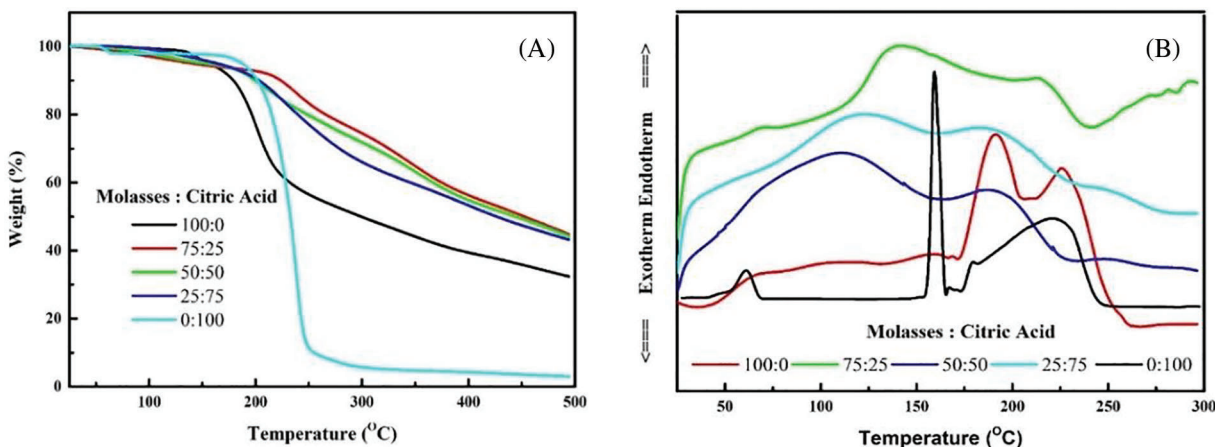 (A)
Weight (%)
100
80
60
40
20
0
Molasses : Citric Acid
100:0
75:25
50:50
25:75
0:100
100
200
300
400
500
Temperature (ᴼC)
(B)
<=== Exotherm Endotherm ===>
Molasses : Citric Acid
100:0 75:25 50:50 25:75 0:100
50
100
150
200
250
300
Temperature (ᴼC)